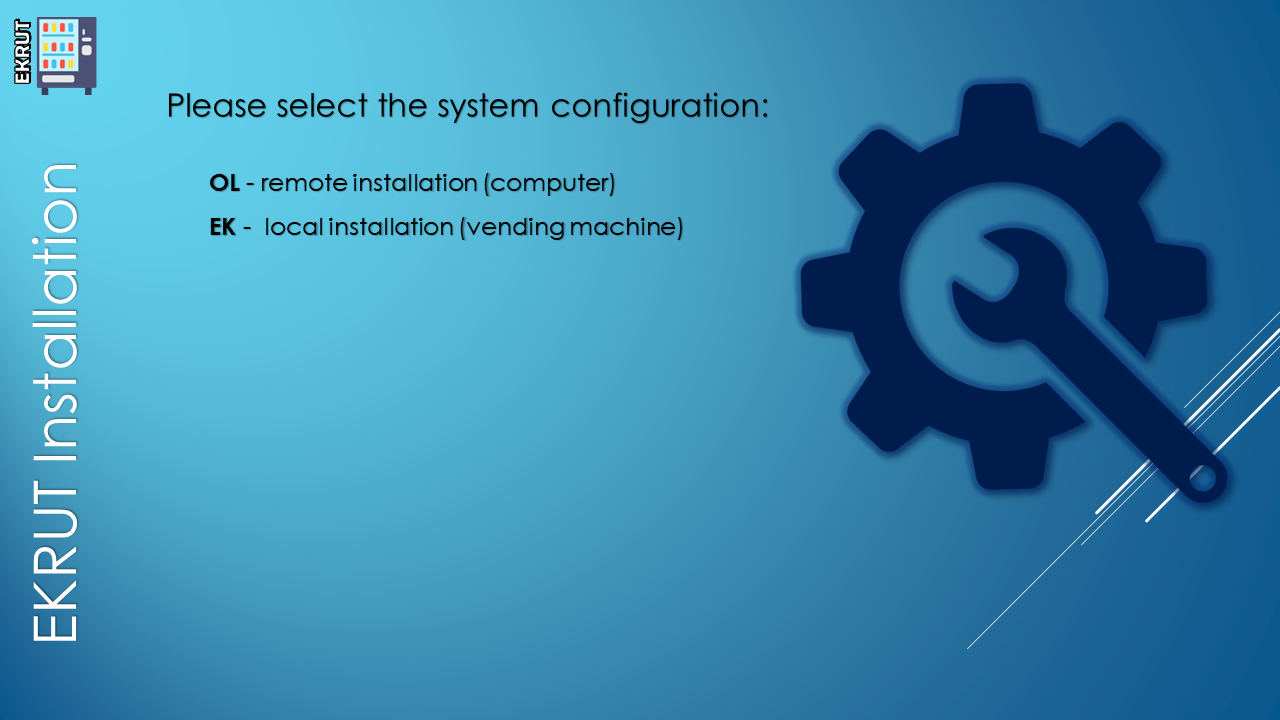 EKRUT
Please select the system configuration:
OL - remote installation (computer)
EK - local installation (vending machine)
EKRUT Installation